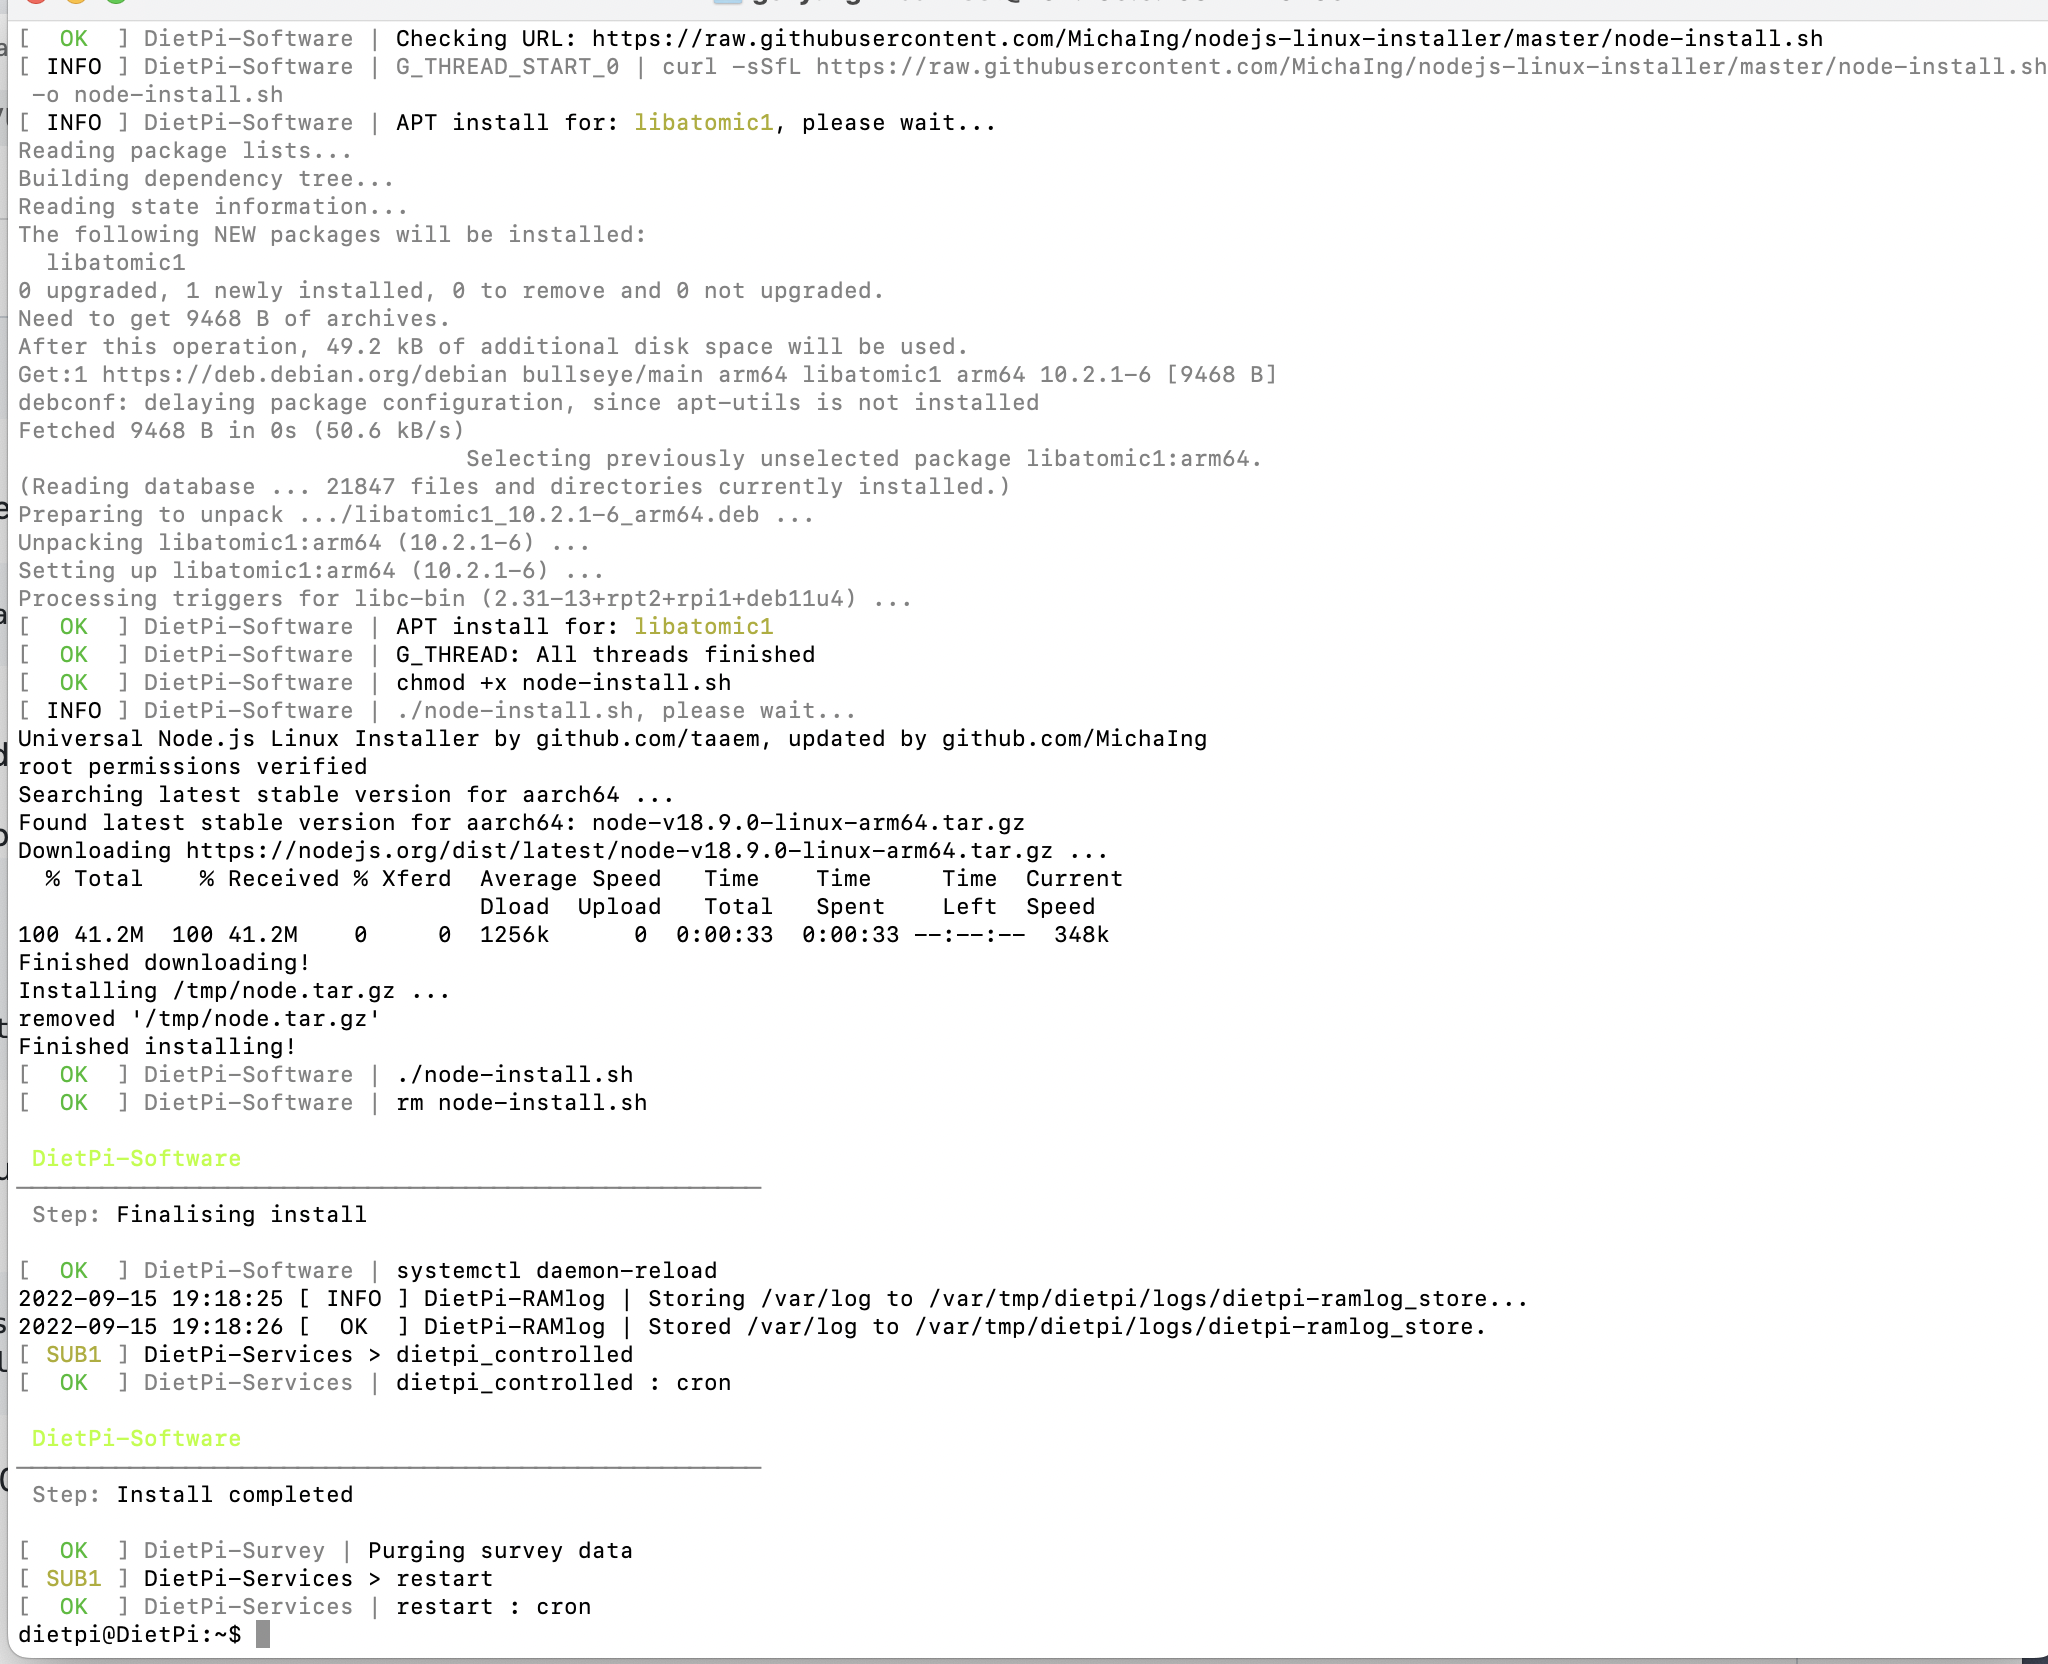 [  OK  ] DietPi-Software | Checking URL: https://raw.githubusercontent.com/MichaIng/nodejs-linux-installer/master/node-install.sh
[ INFO ] DietPi-Software | G_THREAD_START_0 | curl -sSfL https://raw.githubusercontent.com/MichaIng/nodejs-linux-installer/master/node-install.sh
 -o node-install.sh
[ INFO ] DietPi-Software | APT install for: libatomic1, please wait...
Reading package lists...
Building dependency tree...
Reading state information...
The following NEW packages will be installed:
  libatomic1
0 upgraded, 1 newly installed, 0 to remove and 0 not upgraded.
Need to get 9468 B of archives.
After this operation, 49.2 kB of additional disk space will be used.
Get:1 https://deb.debian.org/debian bullseye/main arm64 libatomic1 arm64 10.2.1-6 [9468 B]
debconf: delaying package configuration, since apt-utils is not installed
Fetched 9468 B in 0s (50.6 kB/s)
Selecting previously unselected package libatomic1:arm64.
(Reading database ... 21847 files and directories currently installed.)
Preparing to unpack .../libatomic1_10.2.1-6_arm64.deb ...
Unpacking libatomic1:arm64 (10.2.1-6) ...
Setting up libatomic1:arm64 (10.2.1-6) ...
Processing triggers for libc-bin (2.31-13+rpt2+rpi1+deb11u4) ...
[  OK  ] DietPi-Software | APT install for: libatomic1
[  OK  ] DietPi-Software | G_THREAD: All threads finished
[  OK  ] DietPi-Software | chmod +x node-install.sh
[ INFO ] DietPi-Software | ./node-install.sh, please wait...
Universal Node.js Linux Installer by github.com/taaem, updated by github.com/MichaIng
root permissions verified
Searching latest stable version for aarch64 ...
Found latest stable version for aarch64: node-v18.9.0-linux-arm64.tar.gz
Downloading https://nodejs.org/dist/latest/node-v18.9.0-linux-arm64.tar.gz ...
  % Total    % Received % Xferd  Average Speed   Time    Time     Time  Current
                                 Dload  Upload   Total   Spent    Left  Speed
100 41.2M  100 41.2M    0     0  1256k      0  0:00:33  0:00:33 --:--:--  348k
Finished downloading!
Installing /tmp/node.tar.gz ...
removed '/tmp/node.tar.gz'
Finished installing!
[  OK  ] DietPi-Software | ./node-install.sh
[  OK  ] DietPi-Software | rm node-install.sh
DietPi-Software
Step: Finalising install
[  OK  ] DietPi-Software | systemctl daemon-reload
2022-09-15 19:18:25 [ INFO ] DietPi-RAMlog | Storing /var/log to /var/tmp/dietpi/logs/dietpi-ramlog_store...
2022-09-15 19:18:26 [  OK  ] DietPi-RAMlog | Stored /var/log to /var/tmp/dietpi/logs/dietpi-ramlog_store.
[ SUB1 ] DietPi-Services > dietpi_controlled
[  OK  ] DietPi-Services | dietpi_controlled : cron
DietPi-Software
Step: Install completed
[  OK  ] DietPi-Survey | Purging survey data
[ SUB1 ] DietPi-Services > restart
[  OK  ] DietPi-Services | restart : cron
dietpi@DietPi:~$